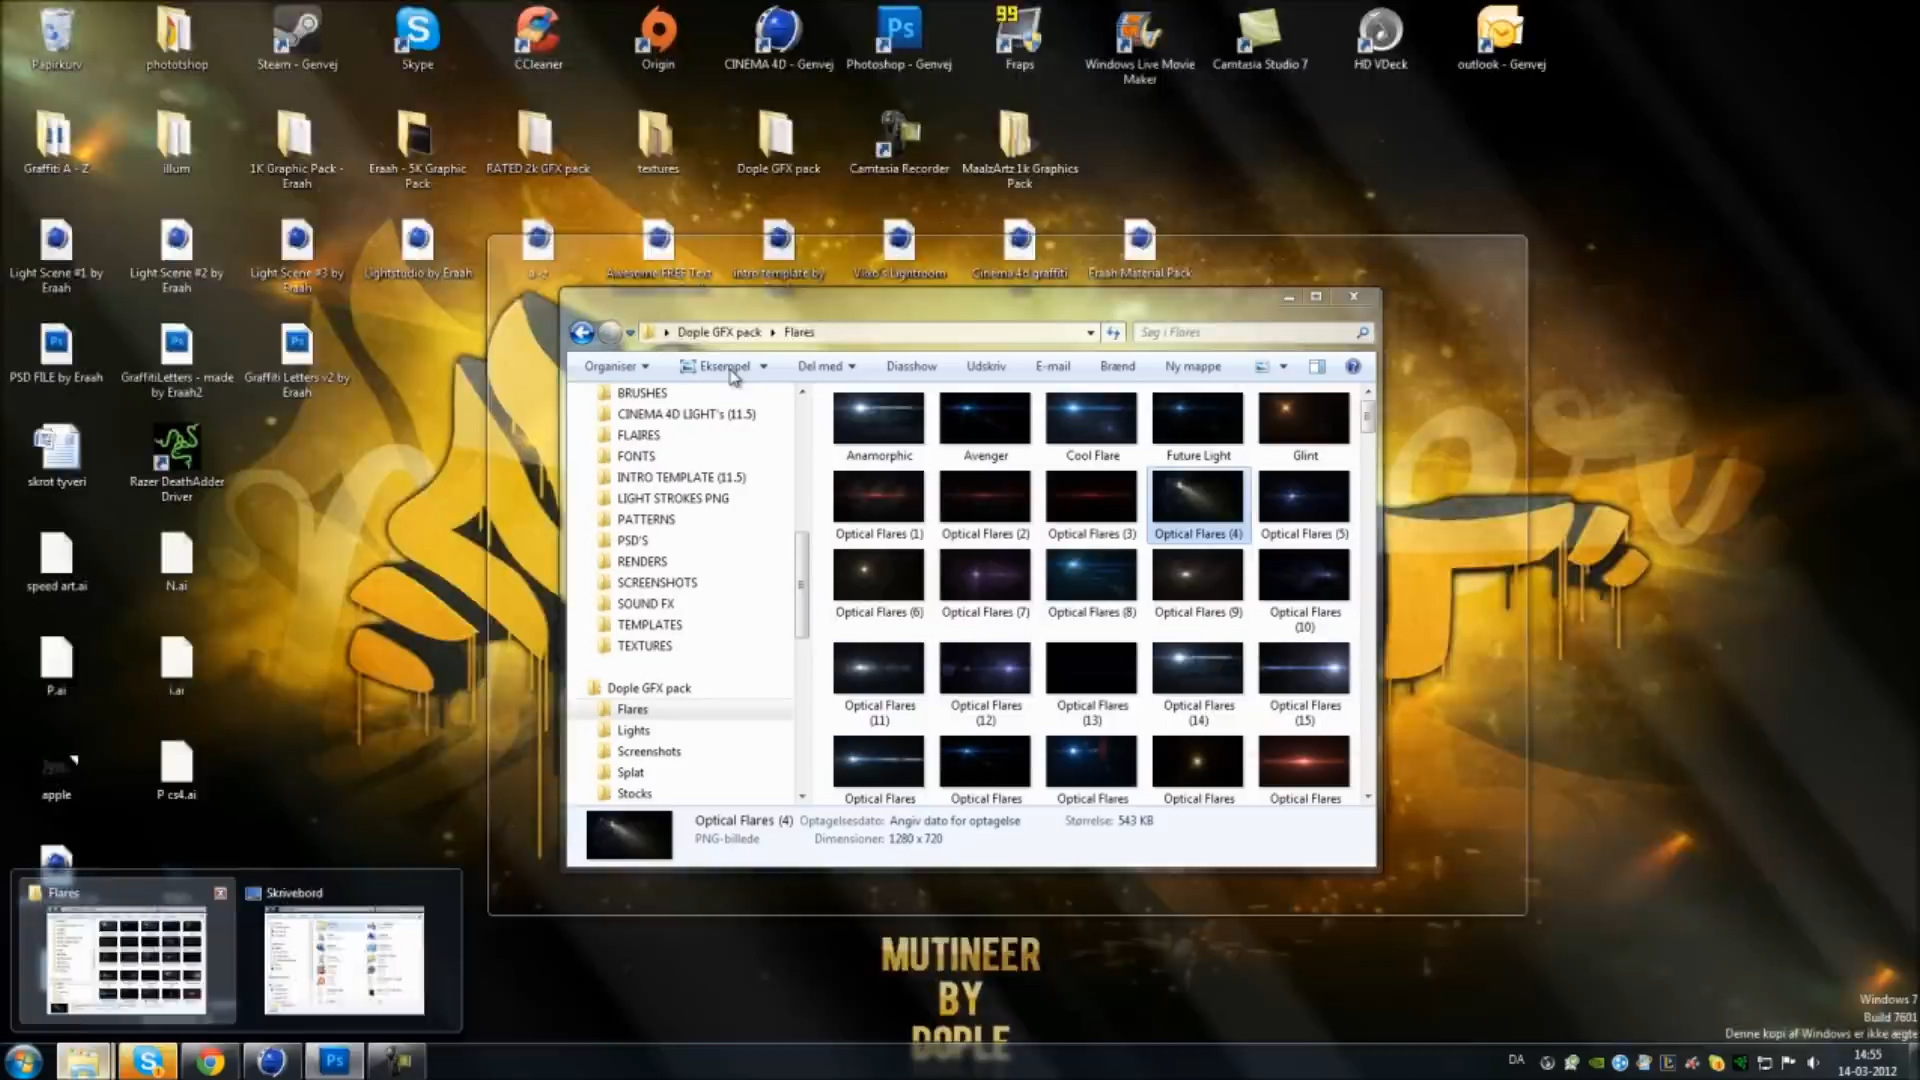 99
Papirkurv
phototshop
Steam - Genvej
Skype
CCleaner
Origin
CINEMA 4D - Genvej
Photoshop - Genvej
Fraps
Windows Live Movie
Maker
Camtasia Studio 7
HD VDeck
outlook - Genvej
Graffiti A - Z
illum
1K Graphic Pack -
Eraah
Eraah - 5K Graphic
Pack
RATED 2k GFX pack
textures
Dople GFX pack
Camtasia Recorder
MaalzArtz 1k Graphics
Pack
Light Scene #1 by
Eraah
Light Scene #2 by
Eraah
Light Scene #3 by
Eraah
Lightstudio by Eraah
a-z
Awesome FREE Text
intro template by
Lightroom
Cinema 4d graffiti
Eraah Material Pack
PSD FILE by Eraah
GraffitiLetters - made
by Eraah2
Graffiti Letters v2 by
Eraah
skrot tyveri
Razer DeathAdder
Driver
speed art.ai
N.ai
P.ai
i.ai
apple
P cs4.ai
Dople GFX pack
Flares
Søg i Flares
Organiser
Eksempel
Del med
Diasshow
Udskriv
E-mail
Brænd
Ny mappe
BRUSHES
CINEMA 4D LIGHT's (11.5)
FLAIRES
FONTS
INTRO TEMPLATE (11.5)
LIGHT STROKES PNG
PATTERNS
PSD'S
RENDERS
SCREENSHOTS
SOUND FX
TEMPLATES
TEXTURES
Dople GFX pack
Flares
Lights
Screenshots
Splat
Stocks
Anamorphic
Avenger
Cool Flare
Future Light
Glint
Optical Flares (1)
Optical Flares (2)
Optical Flares (3)
Optical Flares (4)
Optical Flares (5)
Optical Flares (6)
Optical Flares (7)
Optical Flares (8)
Optical Flares (9)
Optical Flares
(10)
Optical Flares
(11)
Optical Flares
(12)
Optical Flares
(13)
Optical Flares
(14)
Optical Flares
(15)
Optical Flares
Optical Flares
Optical Flares
Optical Flares
Optical Flares
Optical Flares (4)
Optagelsesdato: Angiv dato for optagelse
Størrelse: 543 KB
PNG-billede
Dimensioner: 1280 x 720
Flares
Skrivebord
MUTINEER
BY
DOPLE
Windows 7
Build 7601
Denne kopi af Windows er ikke ægte
DA
14:55
14-03-2012